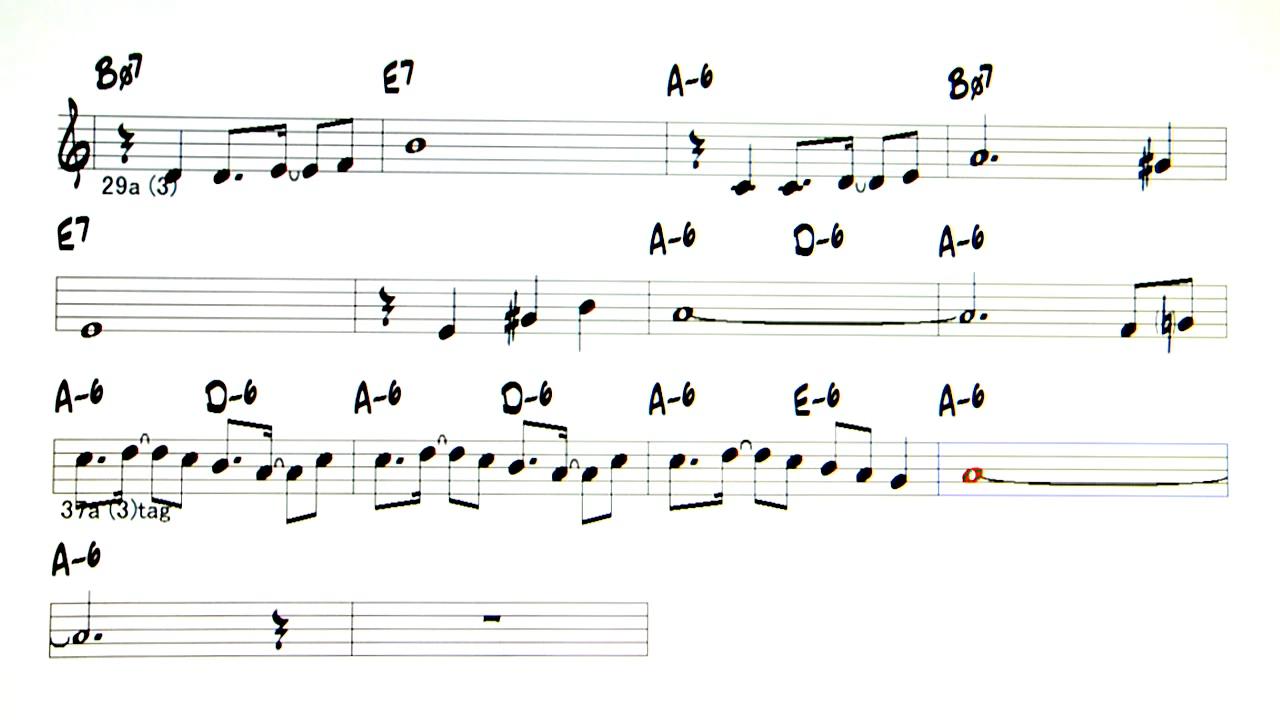 Bø7 E7 A-6 Bø7
29a (3)
E7 A-6 D-6 A-6
A-6 D-6 A-6 D-6 A-6 E-6 A-6
37a (3)tag
A-6